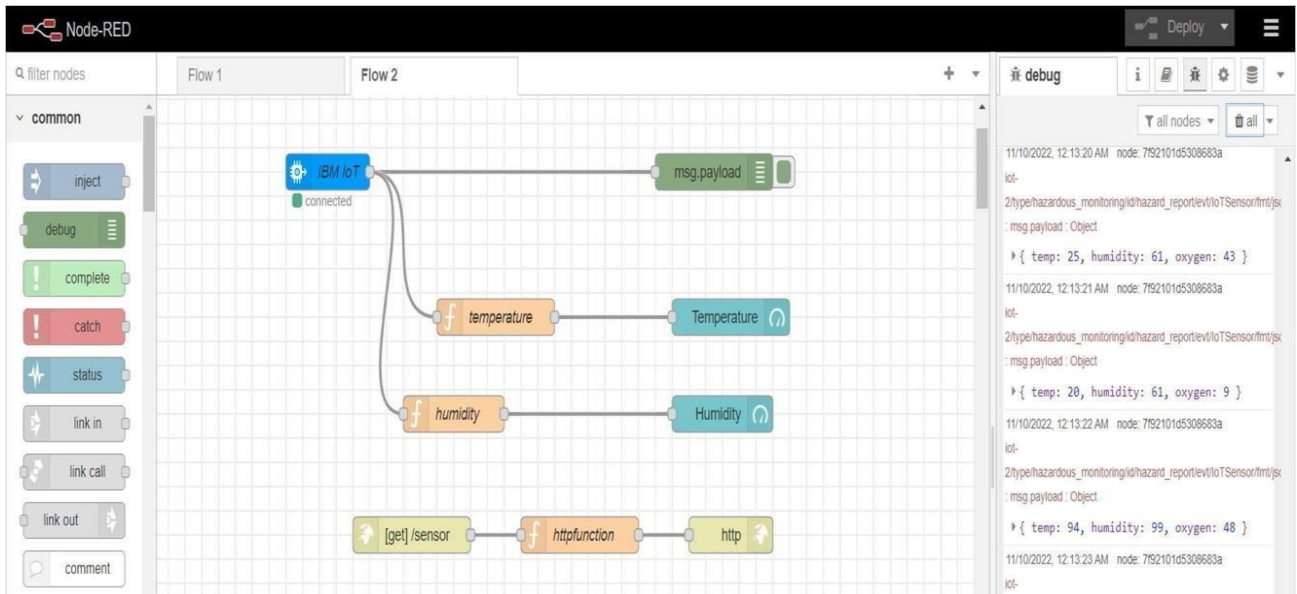 Node-RED
Deploy
filter nodes
Flow 1
Flow 2
debug
i
common
all nodes
all
inject
debug
complete
catch
status
link in
link call
link out
comment
IBM IoT
connected
msg.payload
temperature
Temperature
humidity
Humidity
[get] /sensor
httpfunction
http
11/10/2022, 12:13:20 AM node: 7f92101d5308683a
iot-
2/type/hazardous_monitoring/id/hazard_report/evt/IoTSensor/fmt/jso
: msg.payload : Object
{ temp: 25, humidity: 61, oxygen: 43 }
11/10/2022, 12:13:21 AM node: 7f92101d5308683a
iot-
2/type/hazardous_monitoring/id/hazard_report/evt/IoTSensor/fmt/jso
: msg.payload : Object
{ temp: 20, humidity: 61, oxygen: 9 }
11/10/2022, 12:13:22 AM node: 7f92101d5308683a
iot-
2/type/hazardous_monitoring/id/hazard_report/evt/IoTSensor/fmt/jso
: msg.payload : Object
{ temp: 94, humidity: 99, oxygen: 48 }
11/10/2022, 12:13:23 AM node: 7f92101d5308683a
iot-